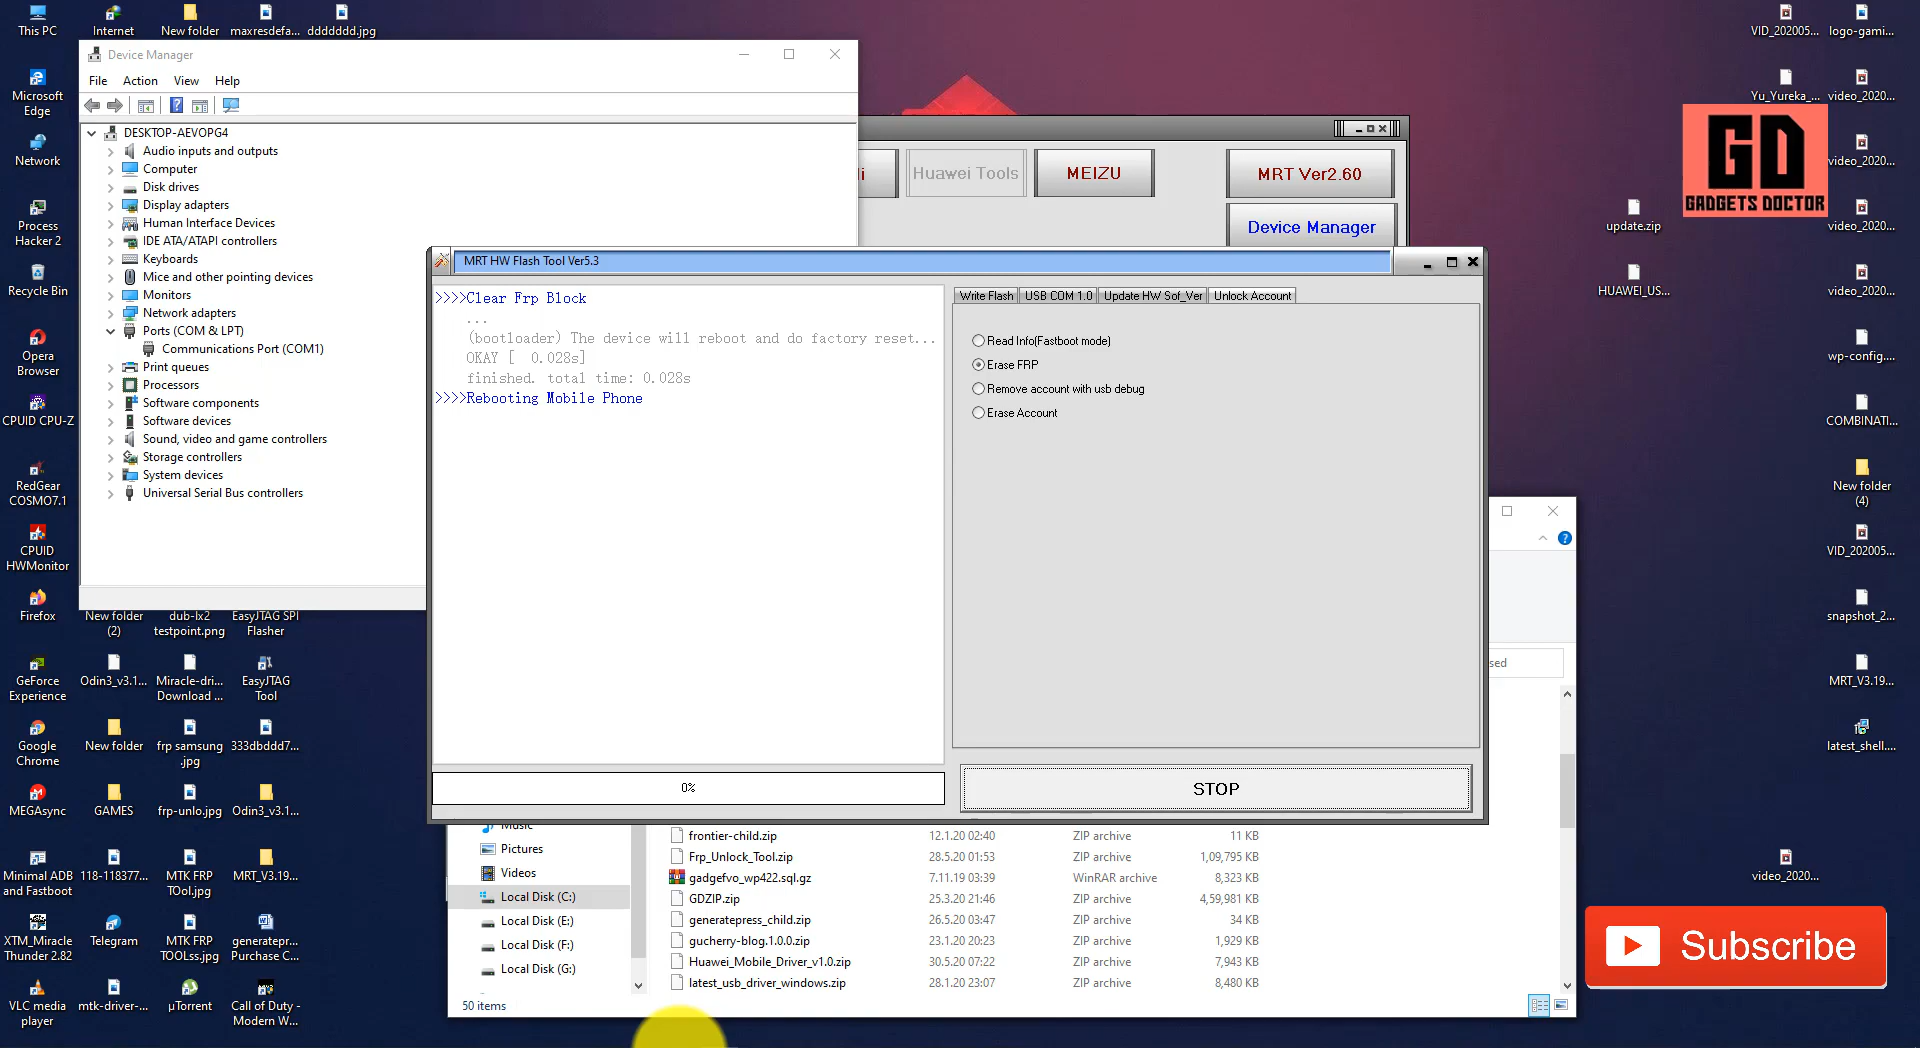 This PC
Internet
New folder
maxresdefa...
ddddddd.jpg
VID_202005...
logo-gami...
Device Manager
File
Action
View
Help
Microsoft
Edge
Network
Process
Hacker 2
Recycle Bin
Opera
Browser
CPUID CPU-Z
RedGear
COSMO7.1
CPUID
HWMonitor
Firefox
DESKTOP-AEVOPG4
Audio inputs and outputs
Computer
Disk drives
Display adapters
Human Interface Devices
IDE ATA/ATAPI controllers
Keyboards
Mice and other pointing devices
Monitors
Network adapters
Ports (COM & LPT)
Communications Port (COM1)
Print queues
Processors
Software components
Software devices
Sound, video and game controllers
Storage controllers
System devices
Universal Serial Bus controllers
Huawei Tools
MEIZU
MRT Ver2.60
Device Manager
MRT HW Flash Tool Ver5.3
>>>>Clear Frp Block
...
(bootloader) The device will reboot and do factory reset...
OKAY [  0.028s]
finished. total time: 0.028s
>>>>Rebooting Mobile Phone
Write Flash
USB COM 1.0
Update HW Sof_Ver
Unlock Account
Read Info(Fastboot mode)
Erase FRP
Remove account with usb debug
Erase Account
0%
STOP
Yu_Yureka_...
video_2020...
GD
GADGETS DOCTOR
video_2020...
update.zip
video_2020...
HUAWEI_US...
video_2020...
wp-config....
COMBINATI...
New folder
(4)
VID_202005...
snapshot_2...
MRT_V3.19...
latest_shell....
video_2020...
Subscribe
New folder
(2)
dub-lx2
testpoint.png
EasyJTAG SPI
Flasher
GeForce
Experience
Odin3_v3.1...
Miracle-dri...
Download ...
EasyJTAG
Tool
Google
Chrome
New folder
frp samsung
.jpg
333dbddd7...
MEGAsync
GAMES
frp-unlo.jpg
Odin3_v3.1...
Minimal ADB
and Fastboot
118-118377...
MTK FRP
TOol.jpg
MRT_V3.19...
XTM_Miracle
Thunder 2.82
Telegram
MTK FRP
TOOLss.jpg
generatepr...
Purchase C...
VLC media
player
mtk-driver-...
µTorrent
Call of Duty -
Modern W...
sed
Music
Pictures
Videos
Local Disk (C:)
Local Disk (E:)
Local Disk (F:)
Local Disk (G:)
frontier-child.zip 12.1.20 02:40 ZIP archive 11 KB
Frp_Unlock_Tool.zip 28.5.20 01:53 ZIP archive 1,09,795 KB
gadgefvo_wp422.sql.gz 7.11.19 03:39 WinRAR archive 8,323 KB
GDZIP.zip 25.3.20 21:46 ZIP archive 4,59,981 KB
generatepress_child.zip 26.5.20 03:47 ZIP archive 34 KB
gucherry-blog.1.0.0.zip 23.1.20 20:23 ZIP archive 1,929 KB
Huawei_Mobile_Driver_v1.0.zip 30.5.20 07:22 ZIP archive 7,943 KB
latest_usb_driver_windows.zip 28.1.20 23:07 ZIP archive 8,480 KB
50 items